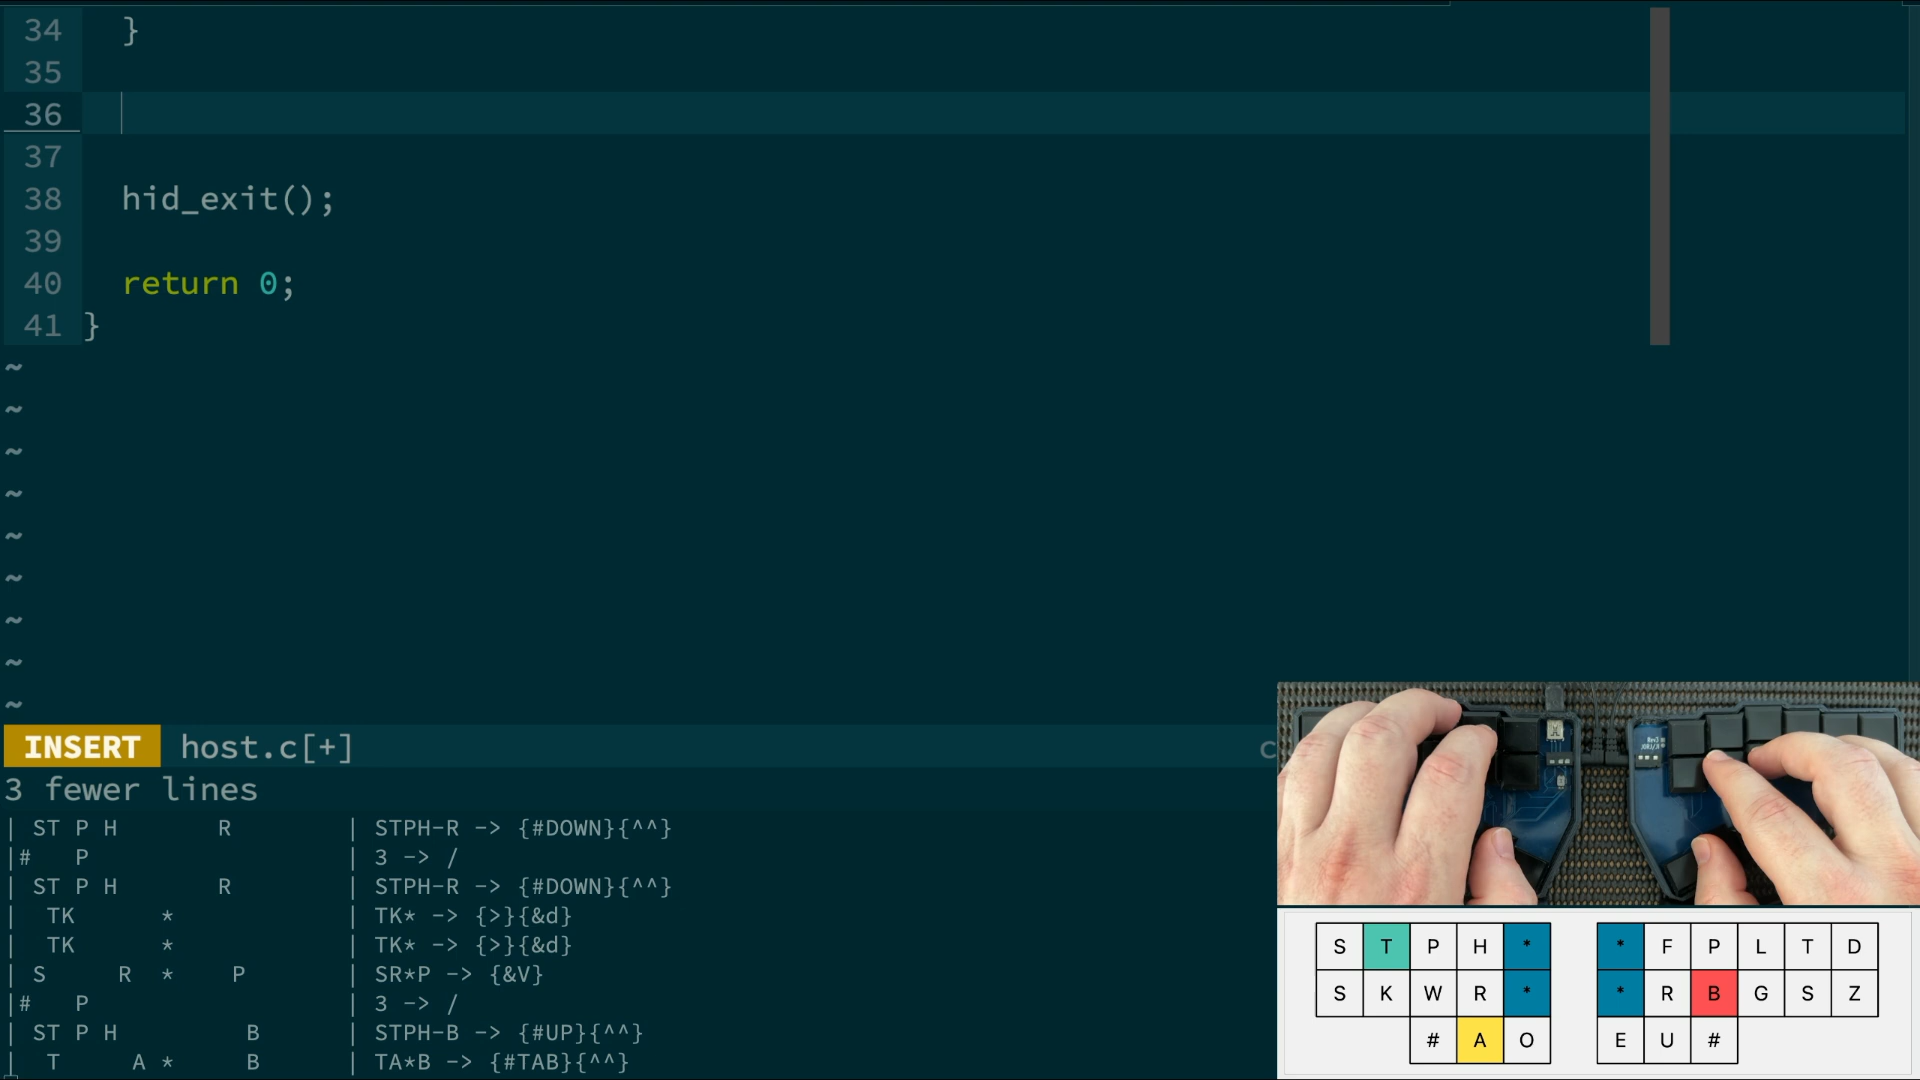 34 }
35
36
37
38 hid_exit();
39
40 return 0;
41 }
~
~
~
~
~
~
~
~
~
INSERT host.c[+] c
3 fewer lines
| ST P H R | STPH-R -> {#DOWN}{^^}
|# P | 3 -> /
| ST P H R | STPH-R -> {#DOWN}{^^}
| TK * | TK* -> {>}{&d}
| TK * | TK* -> {>}{&d}
| S R * P | SR*P -> {&V}
|# P | 3 -> /
| ST P H B | STPH-B -> {#UP}{^^}
| T A * B | TA*B -> {#TAB}{^^}
S T P H * * F P L T D
S K W R * * R B G S Z
# A O E U #